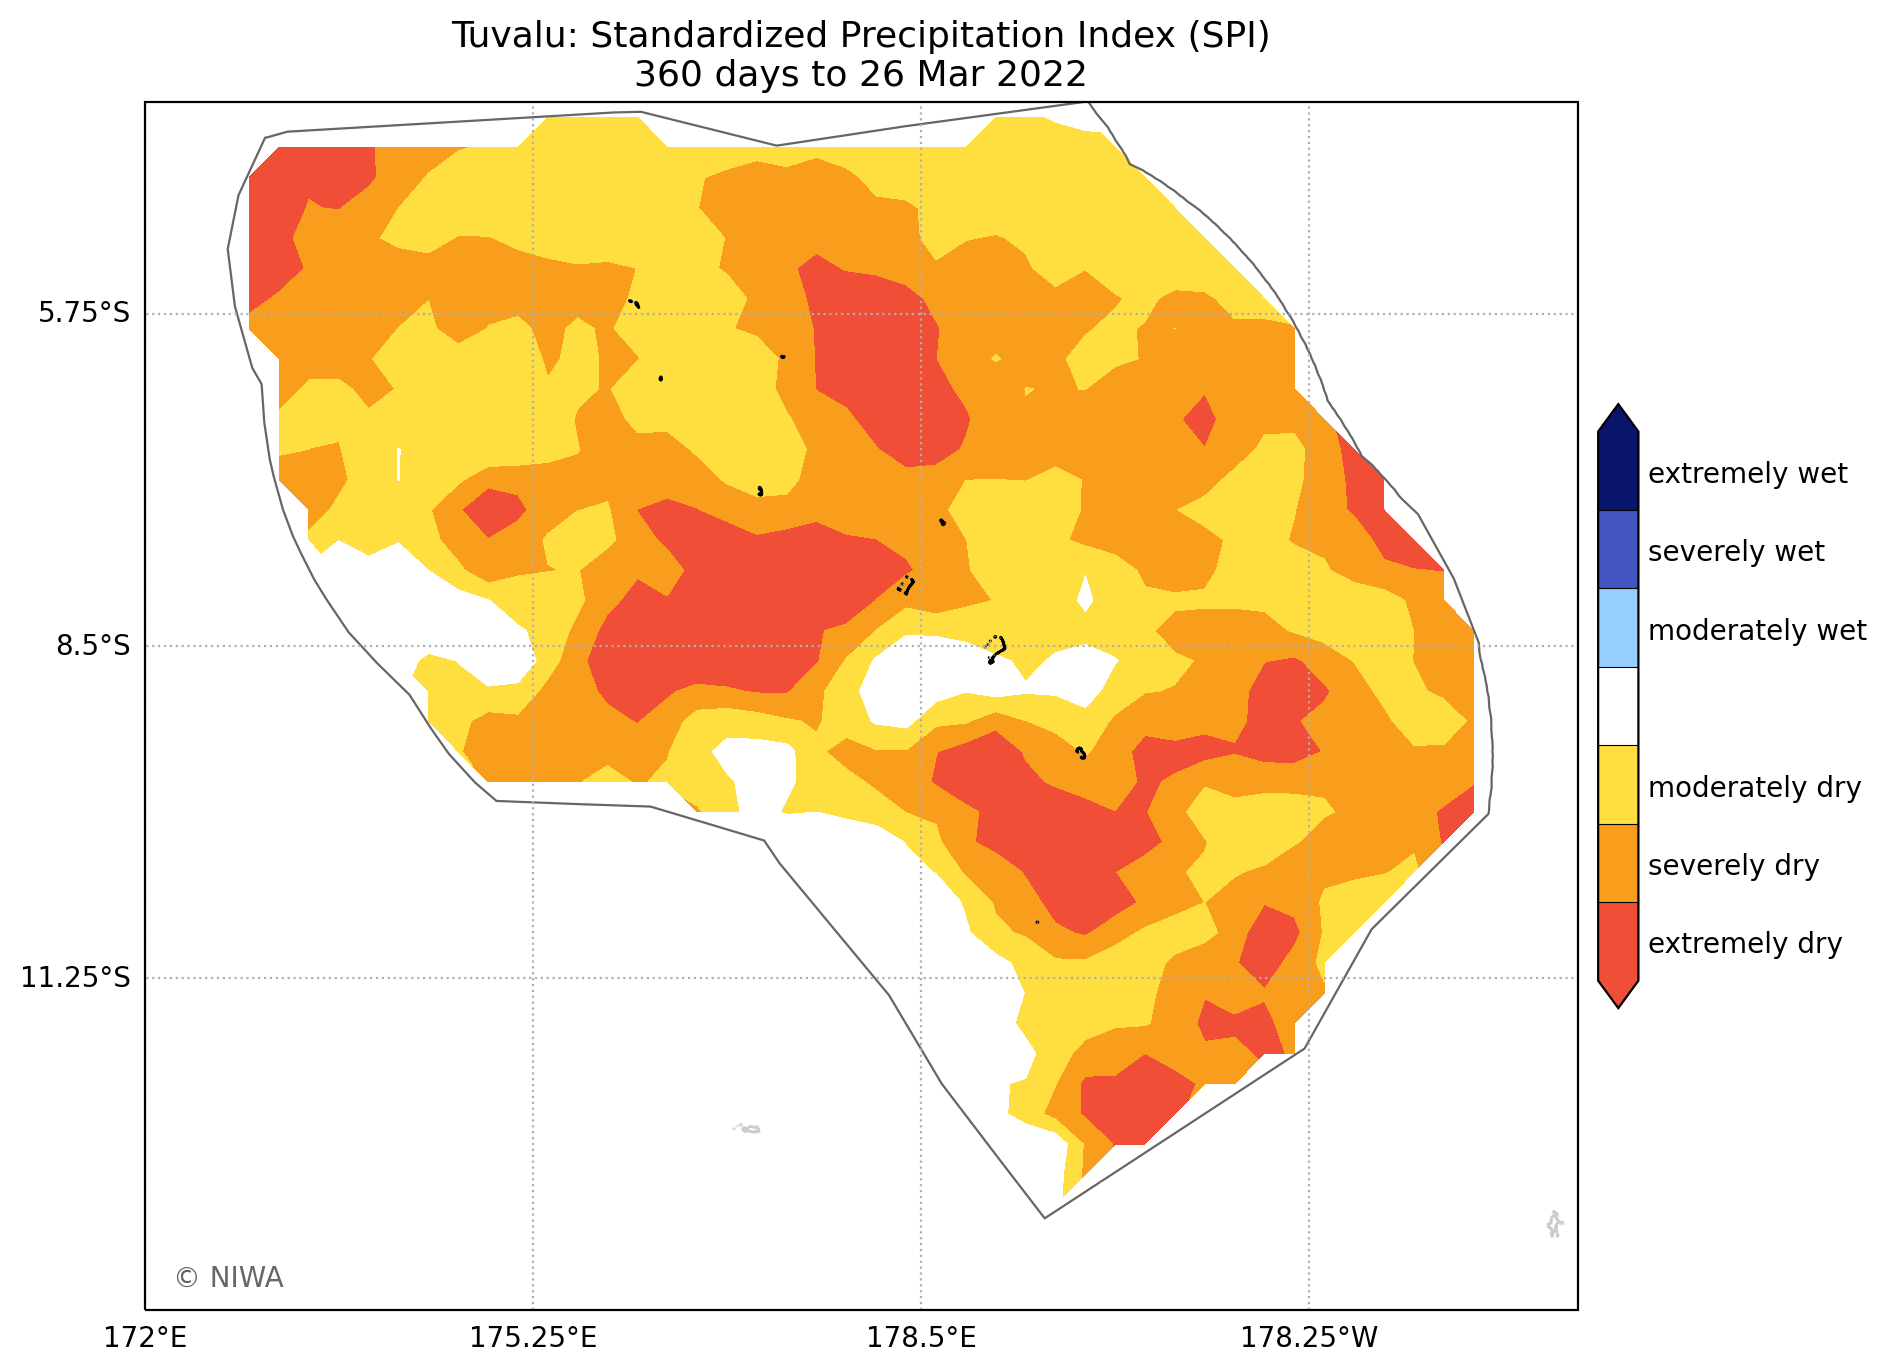 Tuvalu: Standardized Precipitation Index (SPI)
360 days to 26 Mar 2022
5.75°S
8.5°S
11.25°S
172°E
175.25°E
178.5°E
178.25°W
© NIWA
extremely wet
severely wet
moderately wet
moderately dry
severely dry
extremely dry